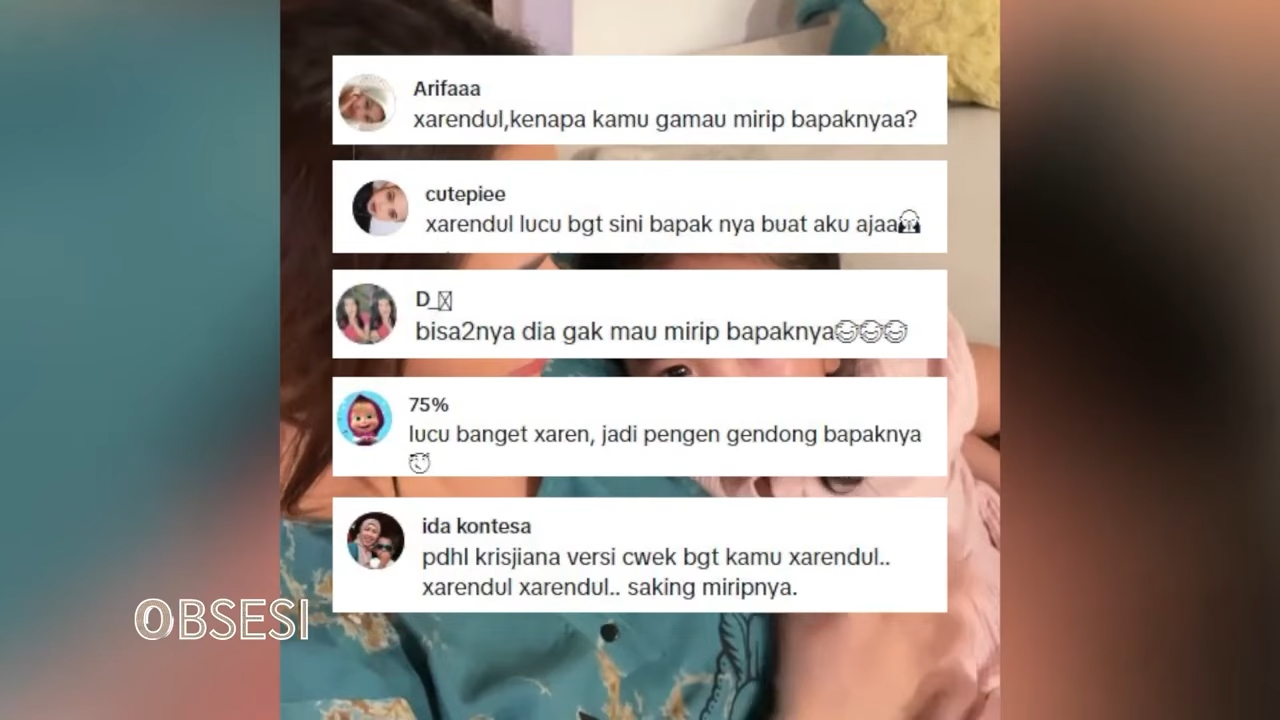 Arifaaa
xarendul,kenapa kamu gamau mirip bapaknyaa?
cutepiee
xarendul lucu bgt sini bapak nya buat aku ajaa
D_
bisa2nya dia gak mau mirip bapaknya
75%
lucu banget xaren, jadi pengen gendong bapaknya
ida kontesa
pdhl krisjiana versi cwek bgt kamu xarendul..
xarendul xarendul.. saking miripnya.
OBSESI